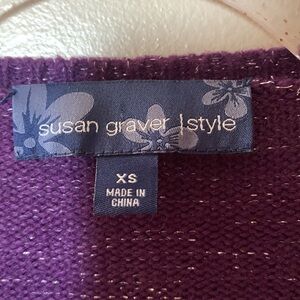 susan graver | style
XS
MADE IN
CHINA